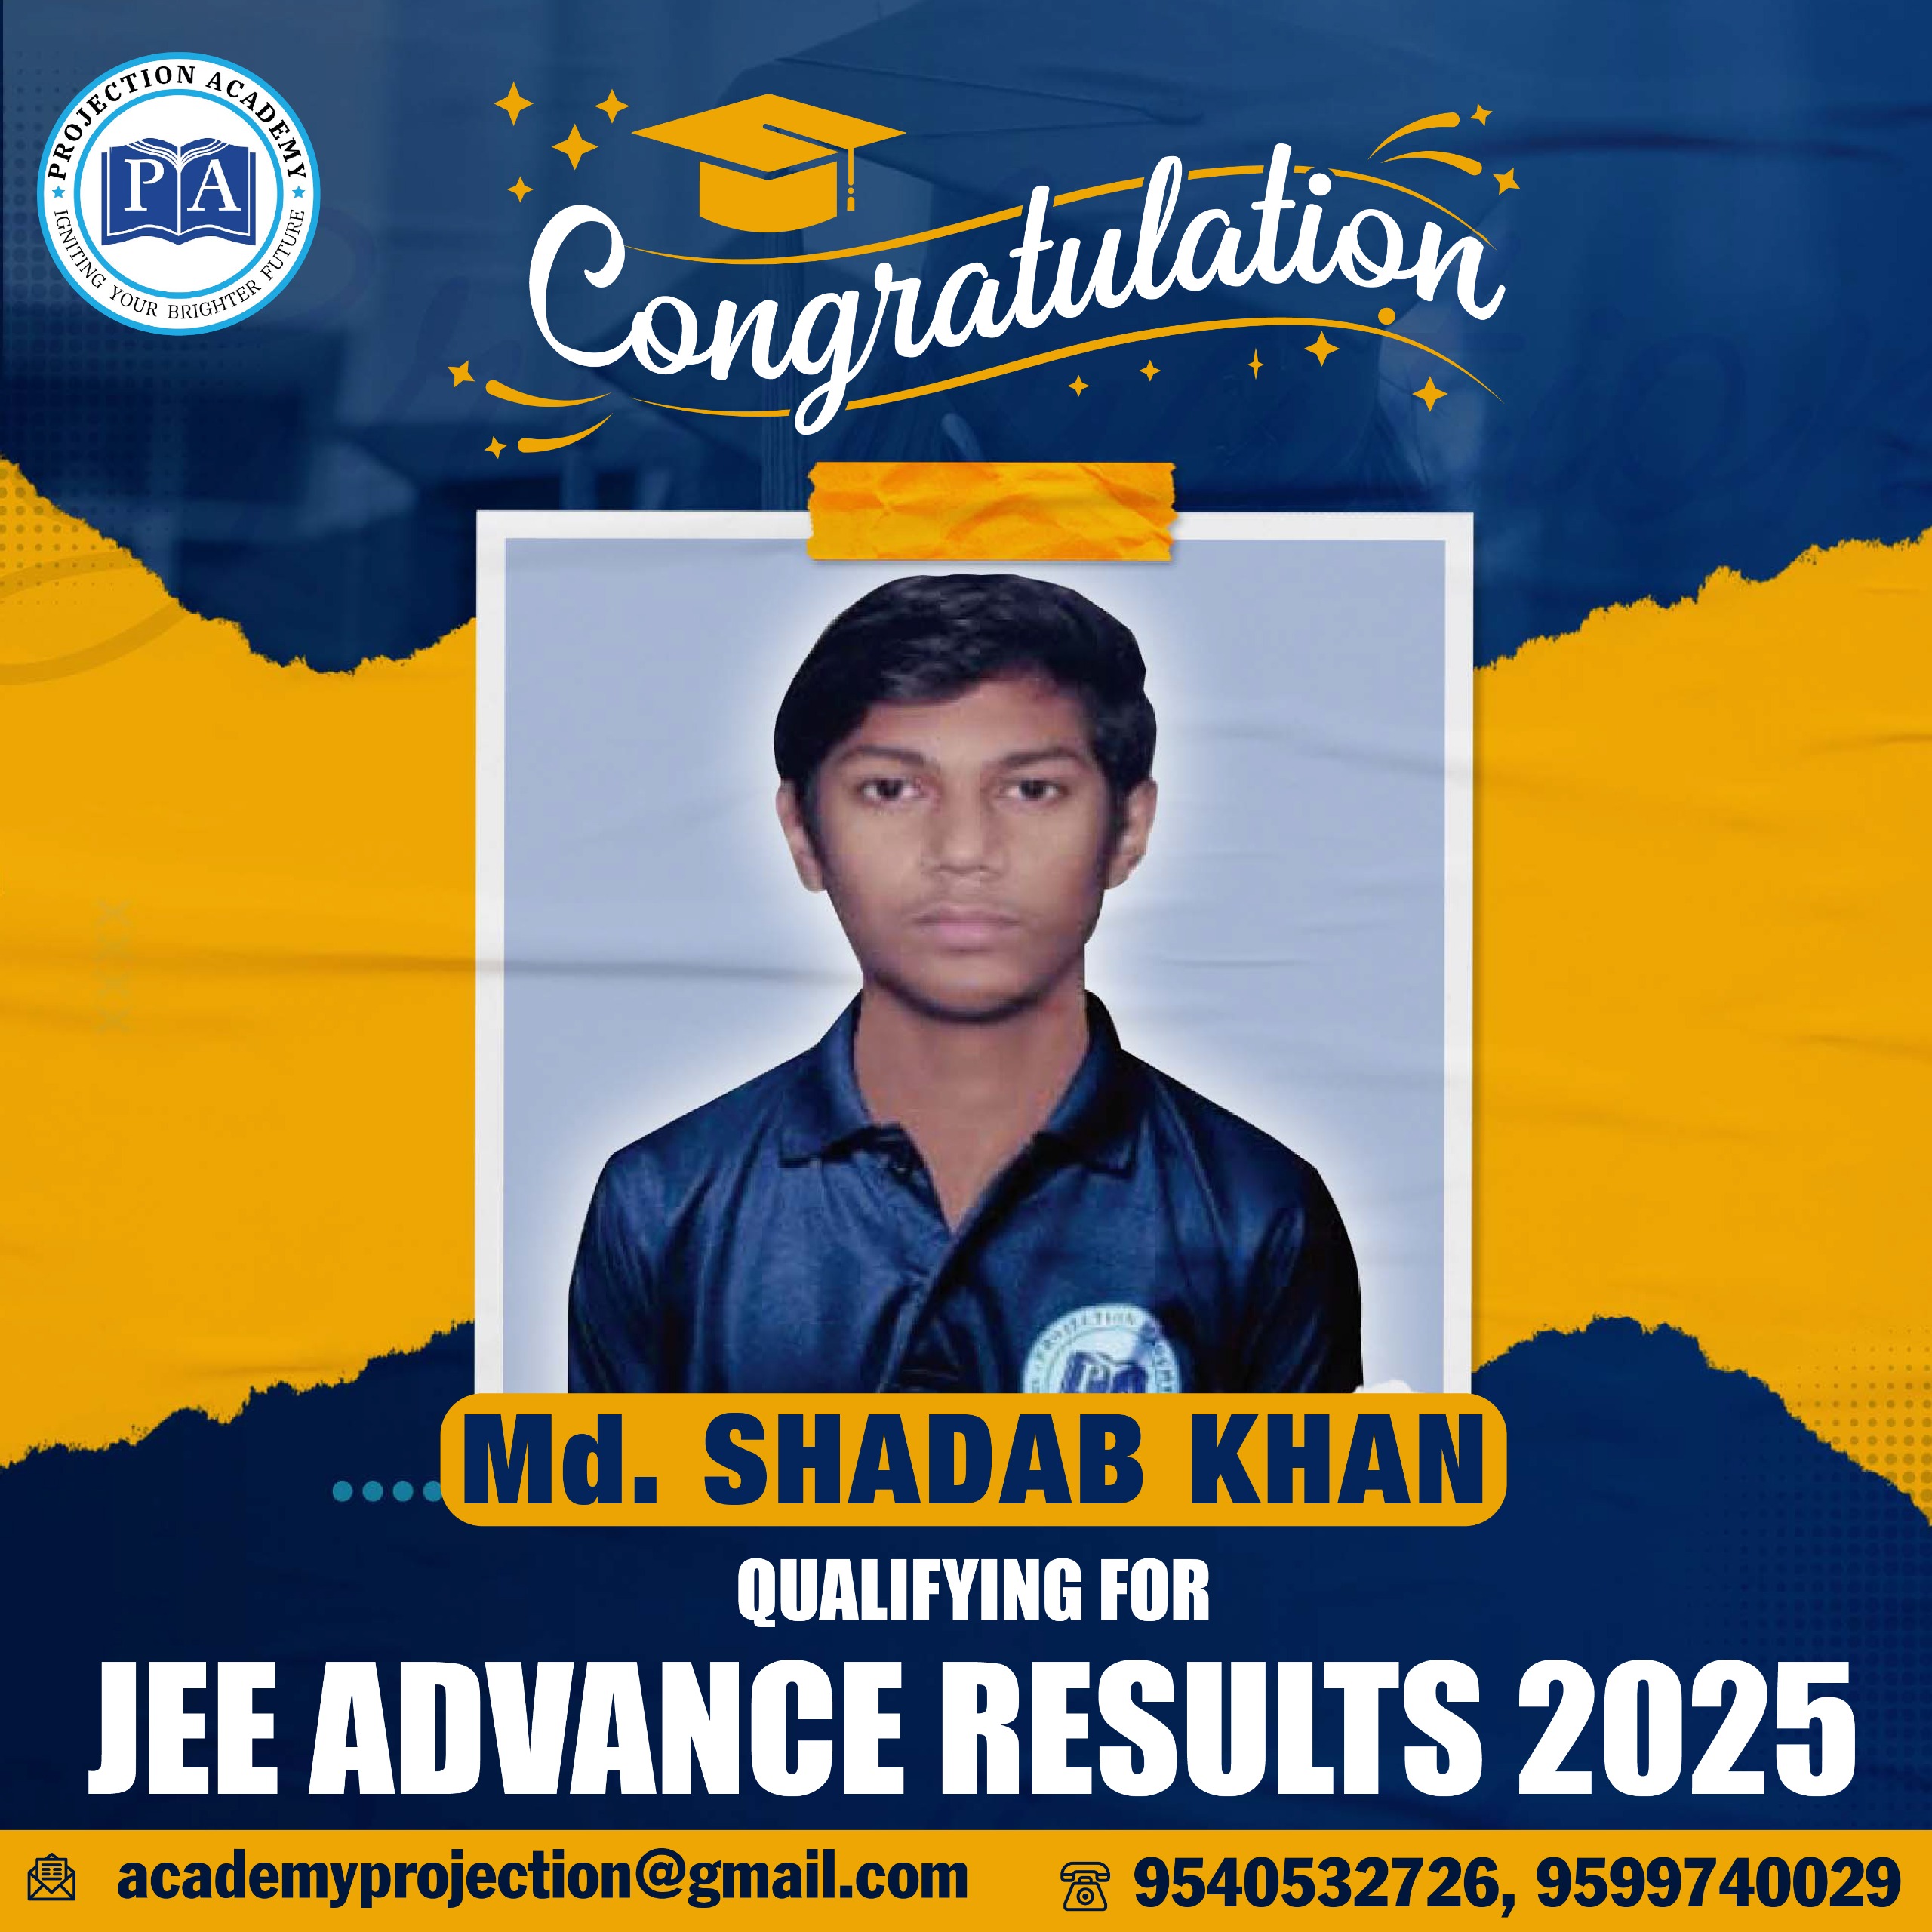 PROJECTION ACADEMY
PA
IGNITING YOUR BRIGHTER FUTURE
Congratulation
Md. SHADAB KHAN
QUALIFYING FOR
JEE ADVANCE RESULTS 2025
academyprojection@gmail.com
9540532726, 9599740029